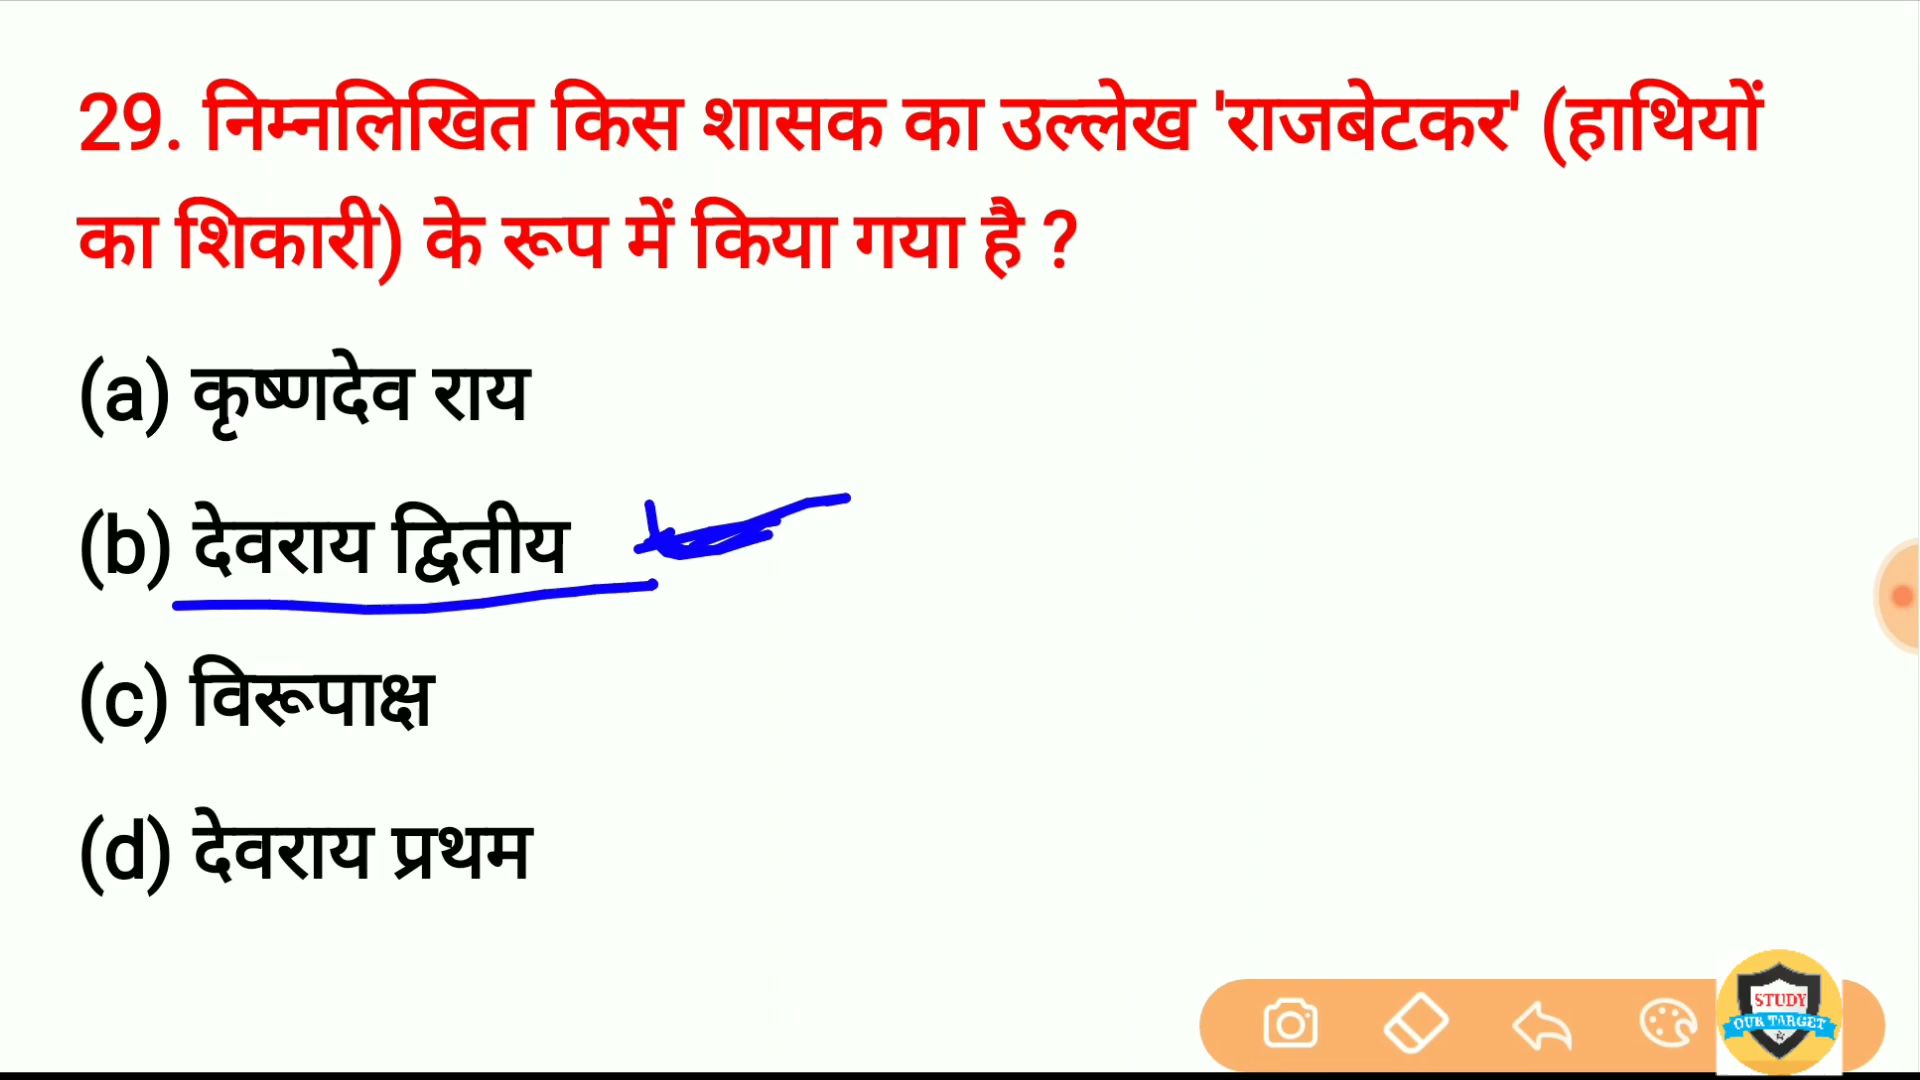 29. निम्नलिखित किस शासक का उल्लेख 'राजबेटकर' (हाथियों
का शिकारी) के रूप में किया गया है ?
(a) कृष्णदेव राय
(b) देवराय द्वितीय
(c) विरूपाक्ष
(d) देवराय प्रथम
STUDY
OUR TARGET